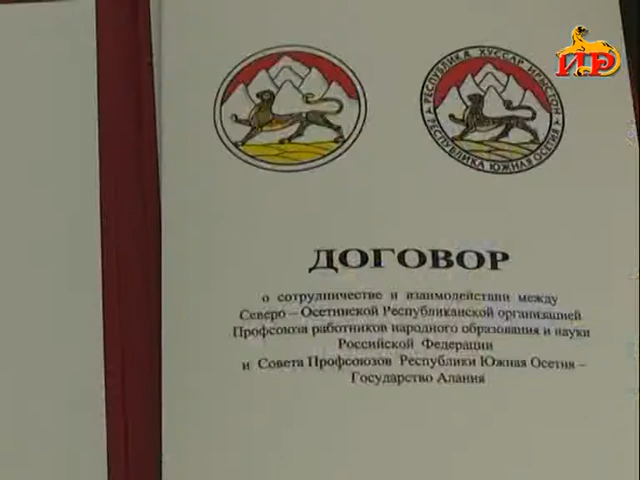 ИР
РЕСПУБЛИКА ХУССАР ИРЫСТОН
РЕСПУБЛИКА ЮЖНАЯ ОСЕТИЯ
ДОГОВОР
о сотрудничестве и взаимодействии между
Северо – Осетинской Республиканской организацией
Профсоюза работников народного образования и науки
Российской Федерации
и Совета Профсоюзов Республики Южная Осетия –
Государство Алания